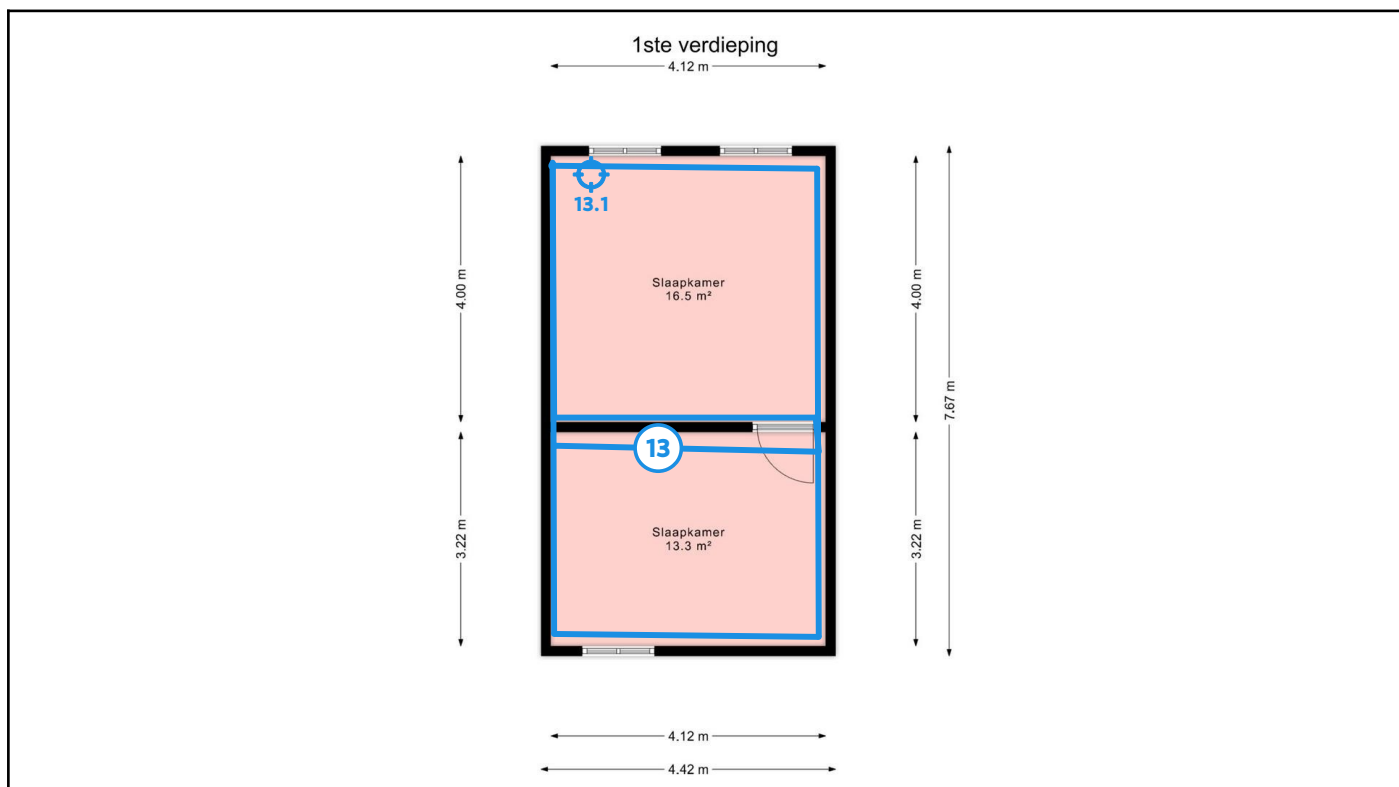 1ste verdieping
4.12 m
13.1
4.00 m
Slaapkamer
16.5 m²
4.00 m
7.67 m
13
3.22 m
Slaapkamer
13.3 m²
3.22 m
4.12 m
4.42 m